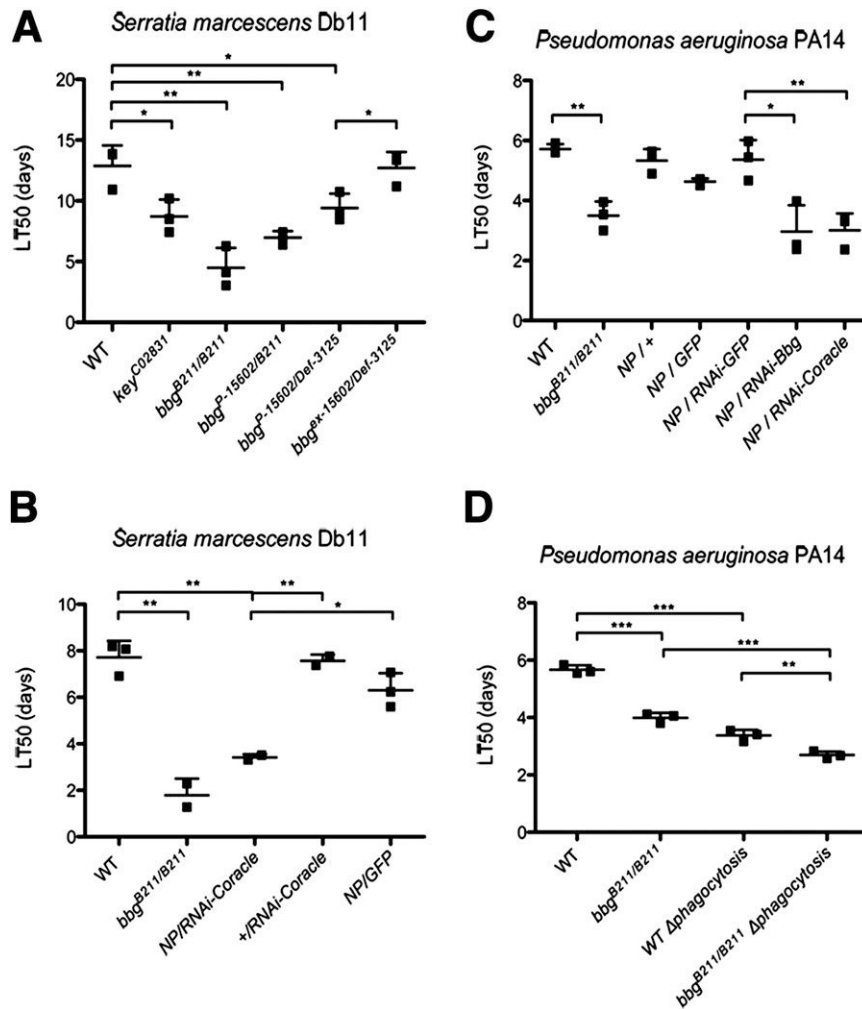 A
Serratia marcescens Db11
*
**
**
*
*
20
15
10
5
0
LT50 (days)
WT
key^C02831
bbg^B211/B211
bbg^P-15602/B211
bbg^P-15602/Def-3125
bbg^ex-15602/Def-3125
B
Serratia marcescens Db11
**
**
**
*
10
8
6
4
2
0
LT50 (days)
WT
bbg^B211/B211
NP/RNAi-Coracle
+/RNAi-Coracle
NP/GFP
C
Pseudomonas aeruginosa PA14
**
**
*
8
6
4
2
0
LT50 (days)
WT
bbg^B211/B211
NP / +
NP / GFP
NP / RNAi-GFP
NP / RNAi-Bbg
NP / RNAi-Coracle
D
Pseudomonas aeruginosa PA14
***
***
***
**
8
6
4
2
0
LT50 (days)
WT
bbg^B211/B211
WT Δphagocytosis
bbg^B211/B211 Δphagocytosis